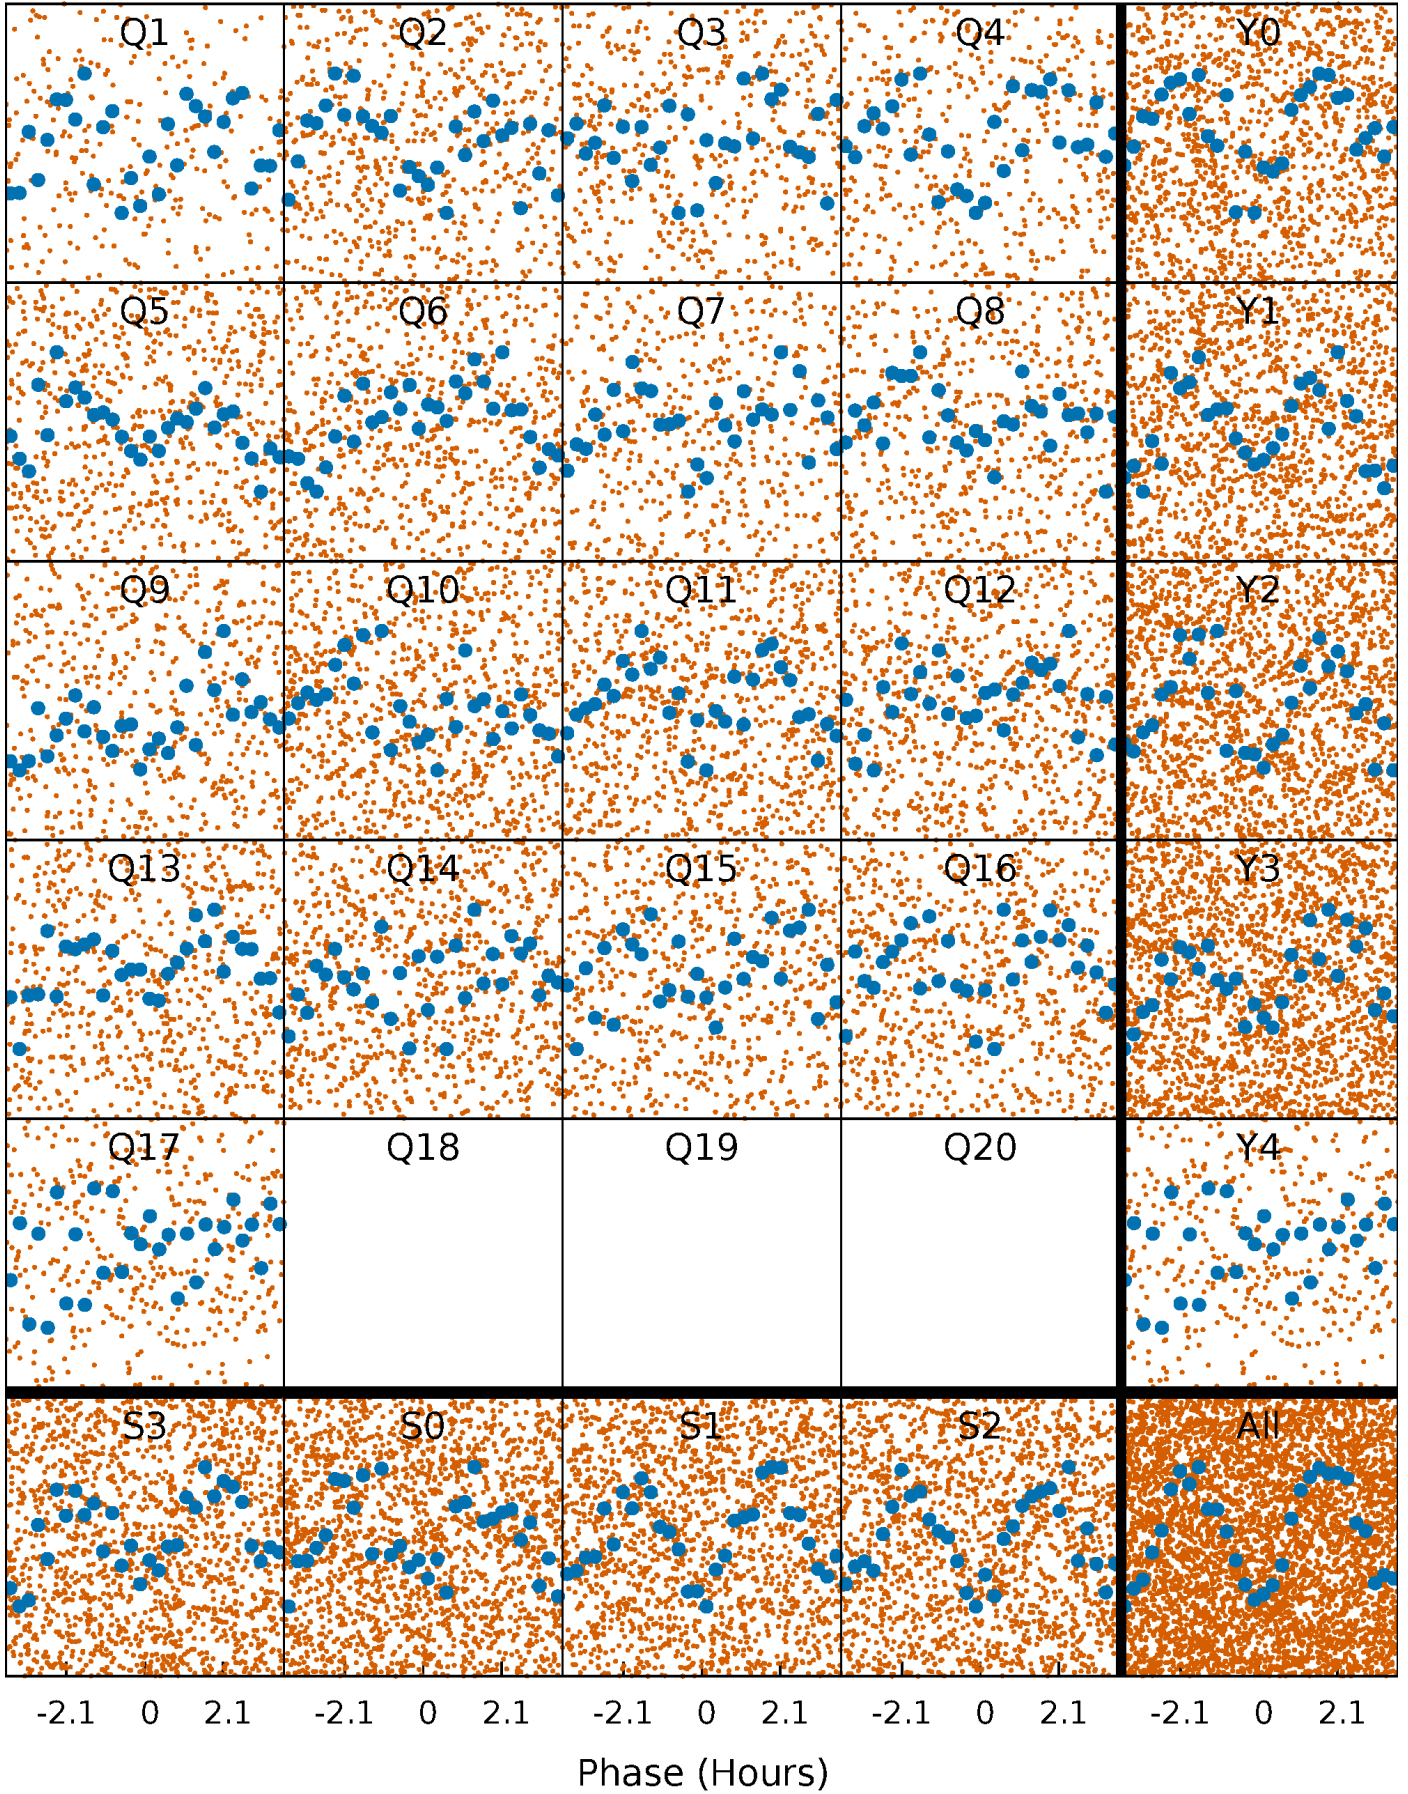 Q1 Q2 Q3 Q4 Y0
Q5 Q6 Q7 Q8 Y1
Q9 Q10 Q11 Q12 Y2
Q13 Q14 Q15 Q16 Y3
Q17 Q18 Q19 Q20 Y4
S3 S0 S1 S2 All
-2.1 0 2.1 -2.1 0 2.1 -2.1 0 2.1 -2.1 0 2.1 -2.1 0 2.1
Phase (Hours)